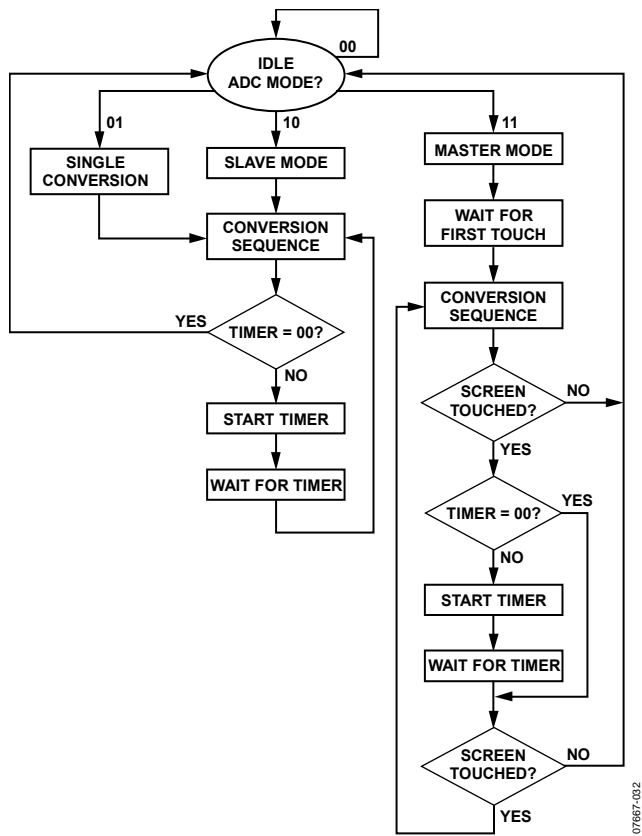 00
IDLE
ADC MODE?
01
10
11
SINGLE
CONVERSION
SLAVE MODE
MASTER MODE
CONVERSION
SEQUENCE
WAIT FOR
FIRST TOUCH
CONVERSION
SEQUENCE
YES
TIMER = 00?
NO
SCREEN
TOUCHED?
NO
START TIMER
YES
WAIT FOR TIMER
TIMER = 00?
YES
NO
START TIMER
WAIT FOR TIMER
SCREEN
TOUCHED?
NO
YES
07667-032